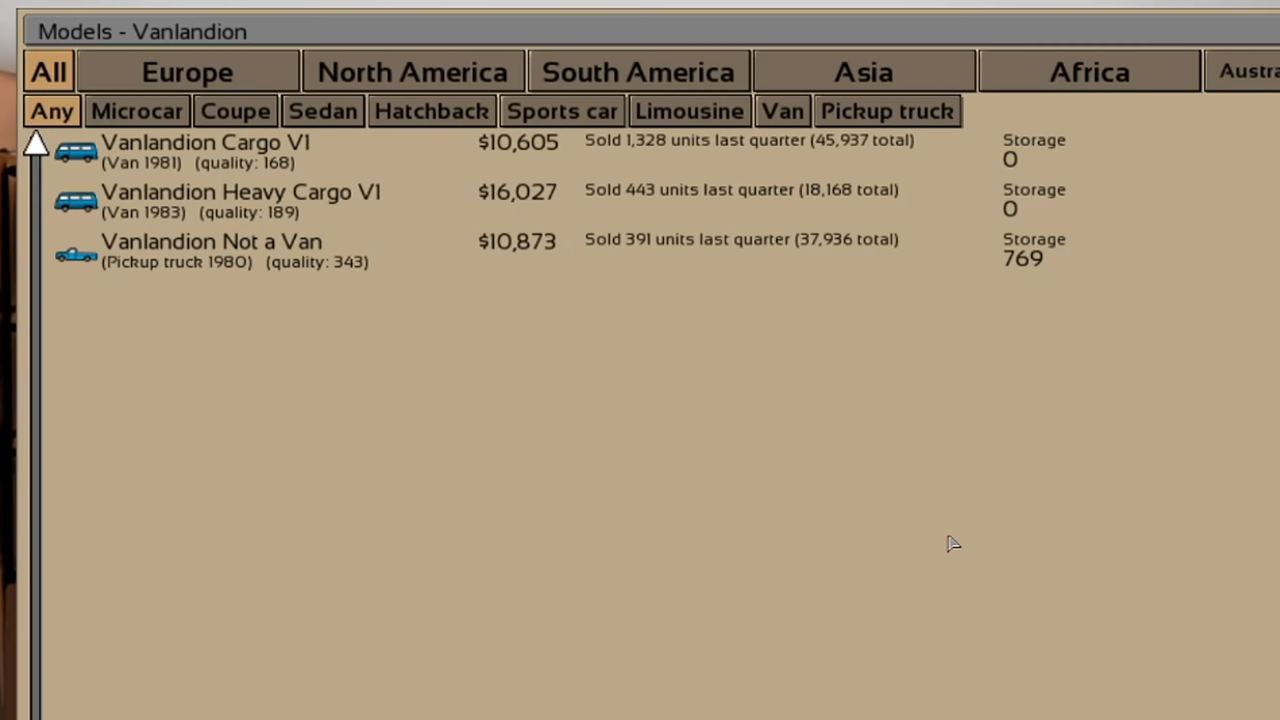 Models - Vanlandion
All Europe North America South America Asia Africa
Any Microcar Coupe Sedan Hatchback Sports car Limousine Van Pickup truck
Vanlandion Cargo V1 $10,605 Sold 1,328 units last quarter (45,937 total) Storage
(Van 1981) (quality: 168) 0
Vanlandion Heavy Cargo V1 $16,027 Sold 443 units last quarter (18,168 total) Storage
(Van 1983) (quality: 189) 0
Vanlandion Not a Van $10,873 Sold 391 units last quarter (37,936 total) Storage
(Pickup truck 1980) (quality: 343) 769